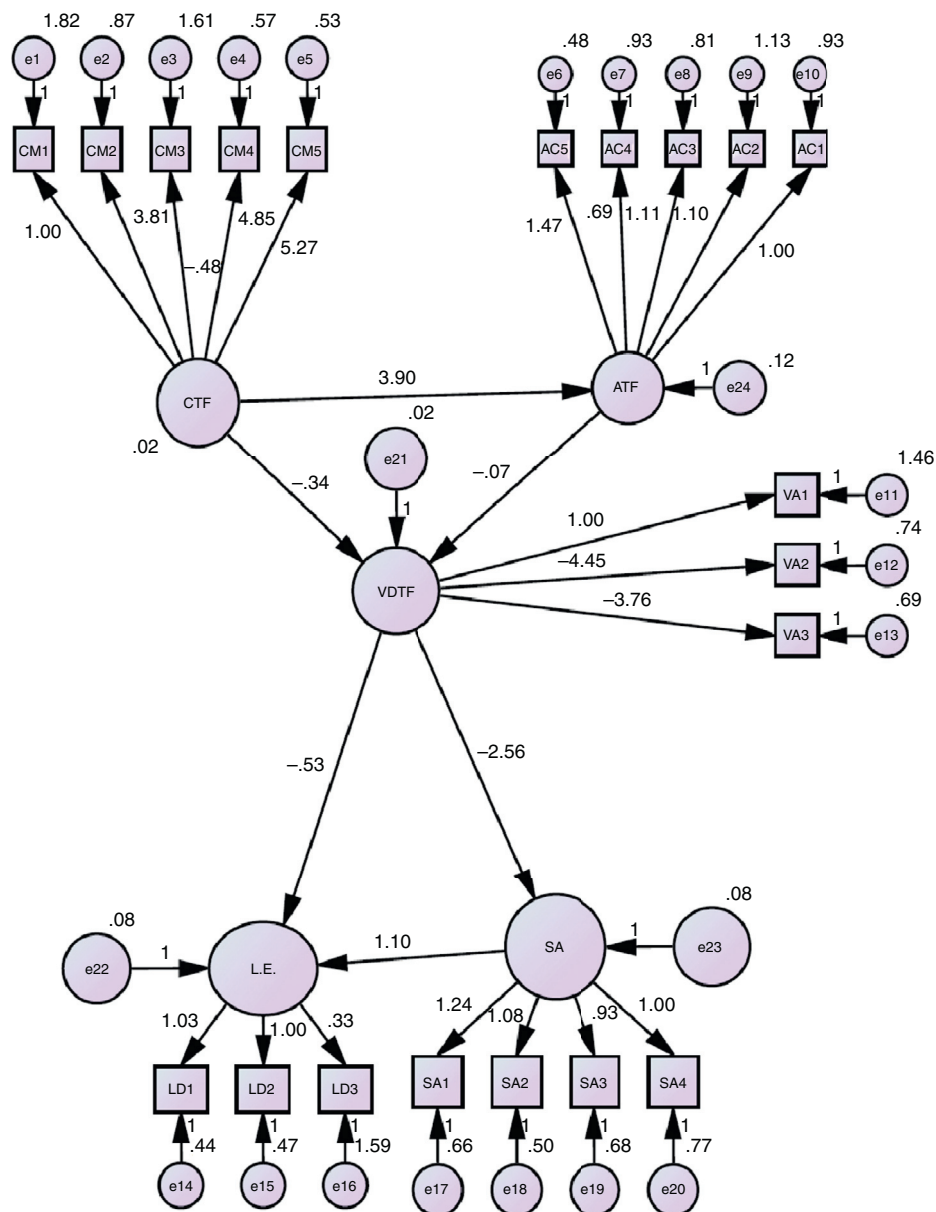 1.82 .87 1.61 .57 .53
.48 .93 .81 1.13 .93
e1 e2 e3 e4 e5
e6 e7 e8 e9 e10
1 1 1 1 1
1 1 1 1 1
CM1 CM2 CM3 CM4 CM5
AC5 AC4 AC3 AC2 AC1
1.00 3.81 –.48 4.85 5.27
1.47 .69 1.11 1.10 1.00
CTF
.02
3.90
ATF
1
e24
.12
.02
e21
1
–.34
–.07
VDTF
1.00
VA1
1
e11
1.46
–4.45
VA2
1
e12
.74
–3.76
VA3
1
e13
.69
–.53
–2.56
.08
e22
1
L.E.
1.10
SA
1
e23
.08
1.03 1.00 .33
1.24 1.08 .93 1.00
LD1 LD2 LD3
SA1 SA2 SA3 SA4
1 1 1
.44 .47 1.59
1 1 1 1
.66 .50 .68 .77
e14 e15 e16
e17 e18 e19 e20